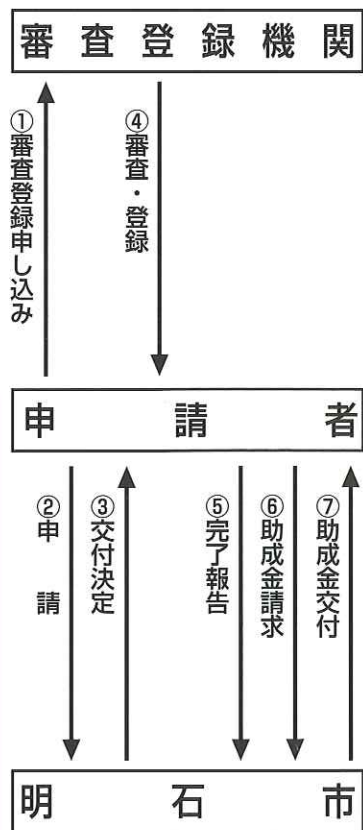 審査登録機関
①審査登録申し込み
④審査・登録
申請者
②申請
③交付決定
⑤完了報告
⑥助成金請求
⑦助成金交付
明石市